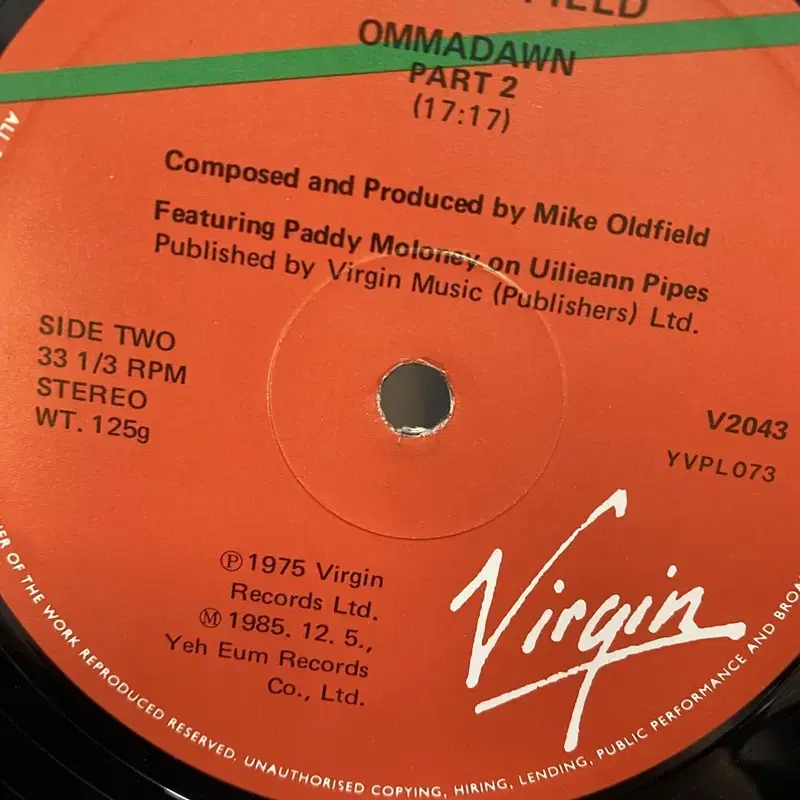 OMMADAWN
PART 2
(17:17)
Composed and Produced by Mike Oldfield
Featuring Paddy Moloney on Uilieann Pipes
Published by Virgin Music (Publishers) Ltd.
SIDE TWO
33 1/3 RPM
STEREO
WT. 125g
V2043
YVPL073
Ⓟ 1975 Virgin
Records Ltd.
Ⓜ 1985. 12. 5.,
Yeh Eum Records
Co., Ltd.
Virgin
OF THE WORK REPRODUCED RESERVED. UNAUTHORISED COPYING, HIRING, LENDING, PUBLIC PERFORMANCE AND